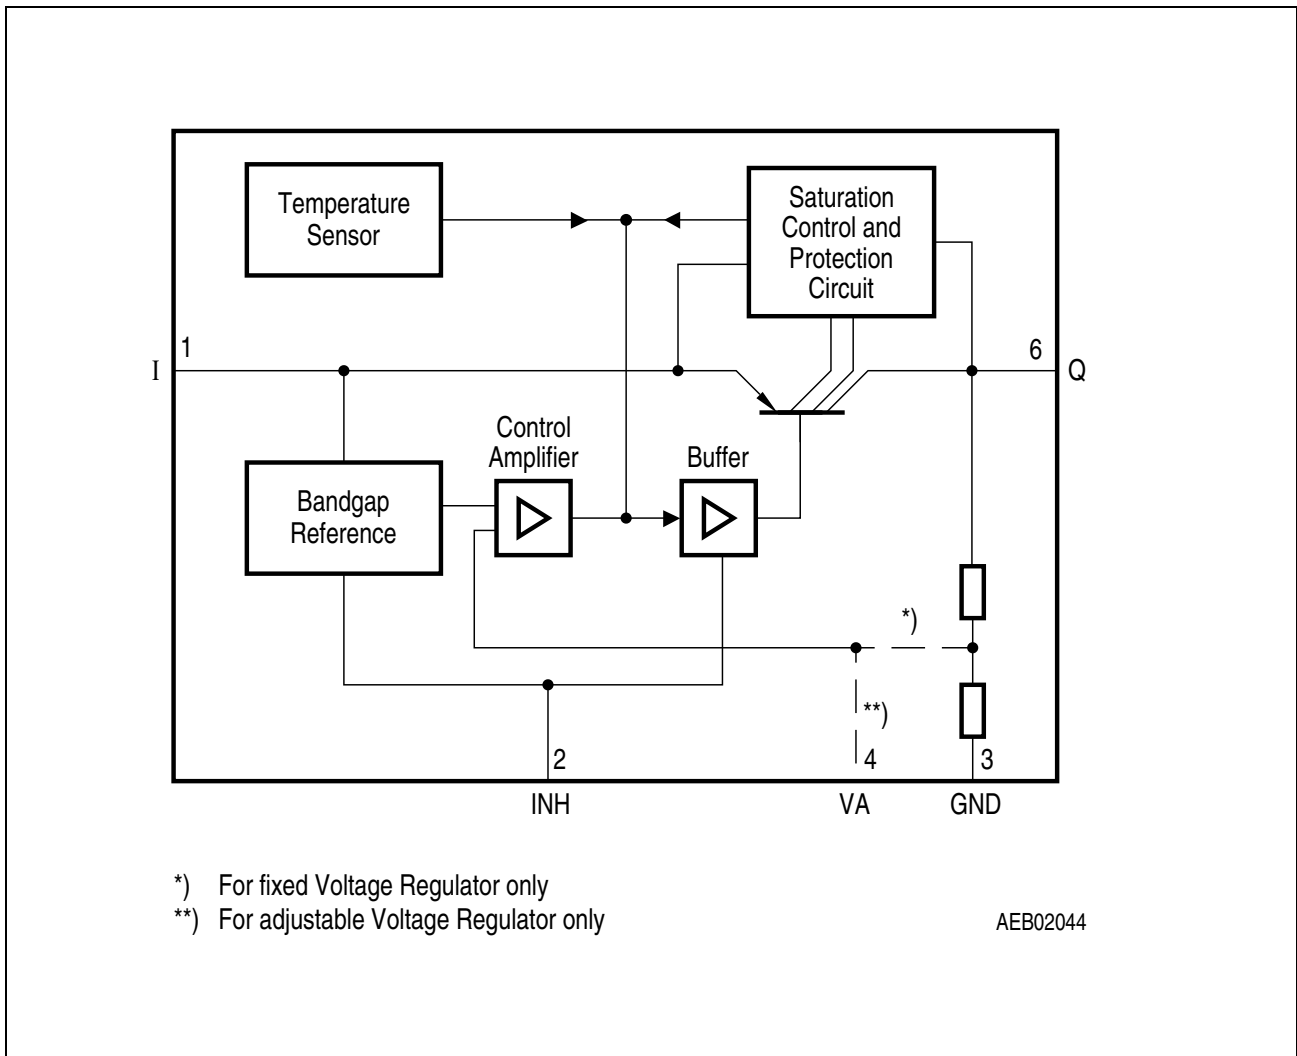 Temperature
Sensor
Saturation
Control and
Protection
Circuit
1
I
6
Q
Control
Amplifier
Buffer
Bandgap
Reference
*)
**)
2
4
3
INH
VA
GND
*) For fixed Voltage Regulator only
**) For adjustable Voltage Regulator only
AEB02044